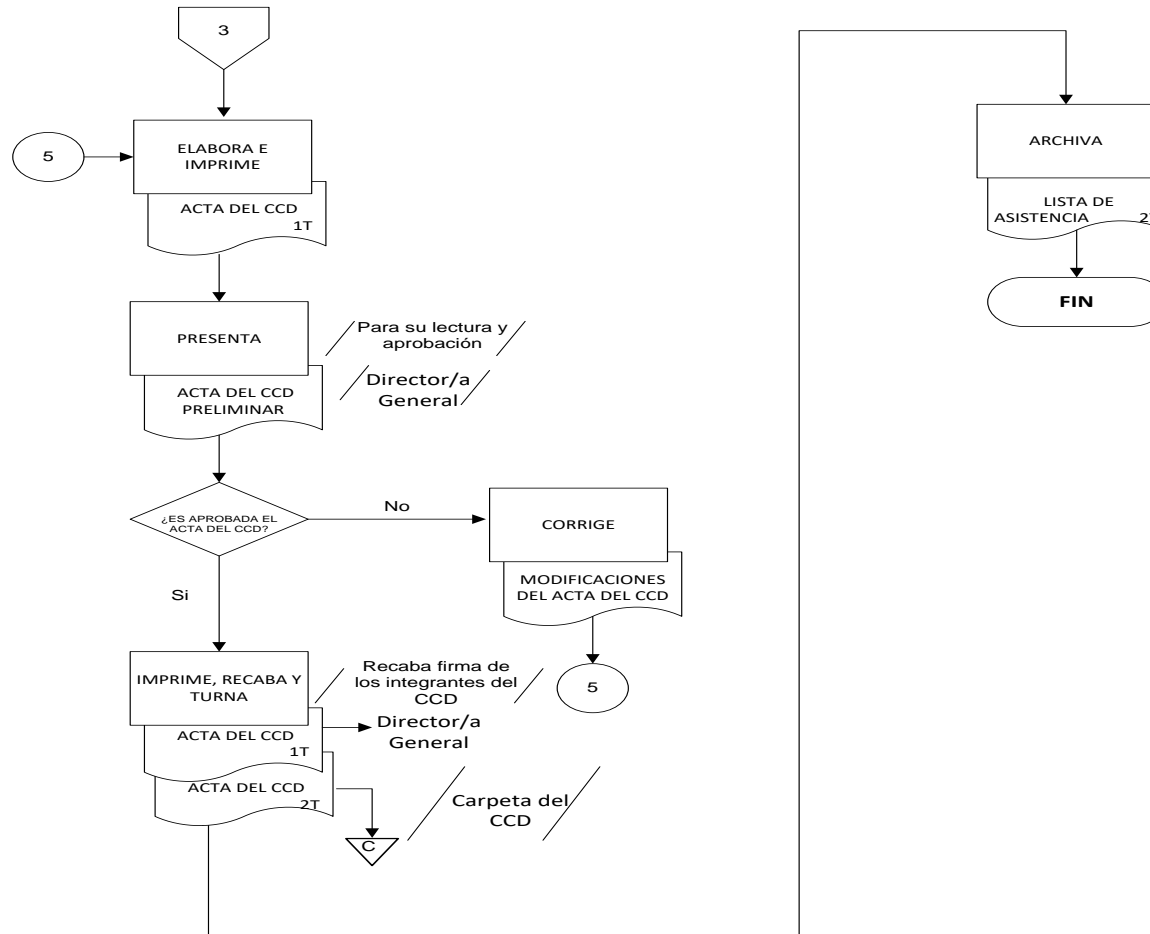 3
5
ELABORA E
IMPRIME
ACTA DEL CCD
1T
PRESENTA
Para su lectura y
aprobación
ACTA DEL CCD
PRELIMINAR
Director/a
General
¿ES APROBADA EL
ACTA DEL CCD?
No
CORRIGE
MODIFICACIONES
DEL ACTA DEL CCD
5
Si
IMPRIME, RECABA Y
TURNA
Recaba firma de
los integrantes del
CCD
ACTA DEL CCD
1T
Director/a
General
ACTA DEL CCD
2T
C
Carpeta del
CCD
ARCHIVA
LISTA DE
ASISTENCIA
FIN